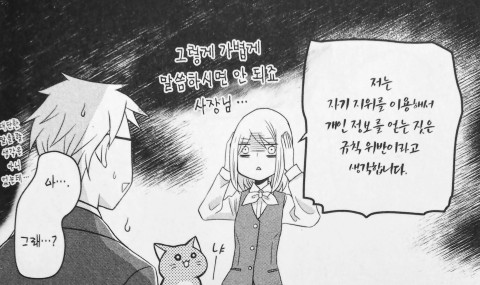 그렇게 가볍게
말씀하시면 안 되죠
사장님…
저는
자기 지위를 이용해서
개인 정보를 얻는 짓은
규칙 위반이라고
생각합니다.
아….
그래…?
냐